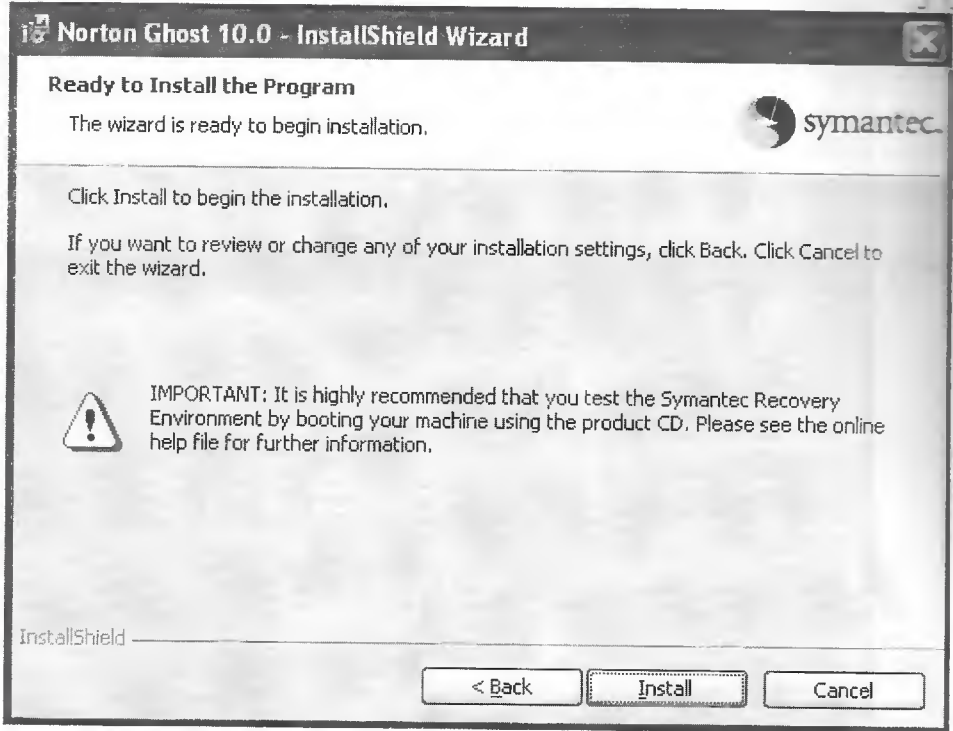 Norton Ghost 10.0 - InstallShield Wizard
Ready to Install the Program
The wizard is ready to begin installation.
symantec.
Click Install to begin the installation.
If you want to review or change any of your installation settings, click Back. Click Cancel to
exit the wizard.
IMPORTANT: It is highly recommended that you test the Symantec Recovery
Environment by booting your machine using the product CD. Please see the online
help file for further information.
InstallShield
< Back
Install
Cancel